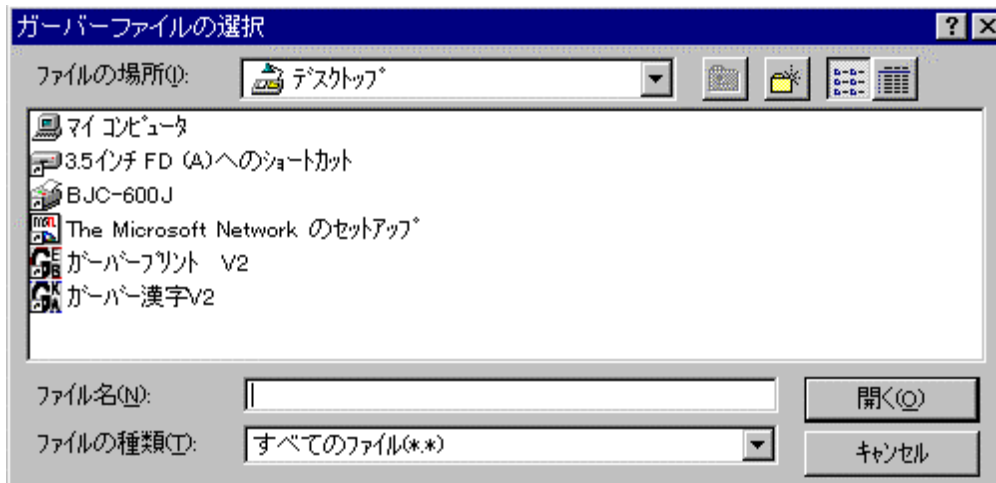 ガーバーファイルの選択
ファイルの場所(I):
デスクトップ
マイ コンピュータ
3.5インチ FD (A)へのショートカット
BJC-600J
The Microsoft Network のセットアップ
ガーバープリント　V2
ガーバー漢字V2
ファイル名(N):
開く(O)
ファイルの種類(T):
すべてのファイル(*.*)
キャンセル